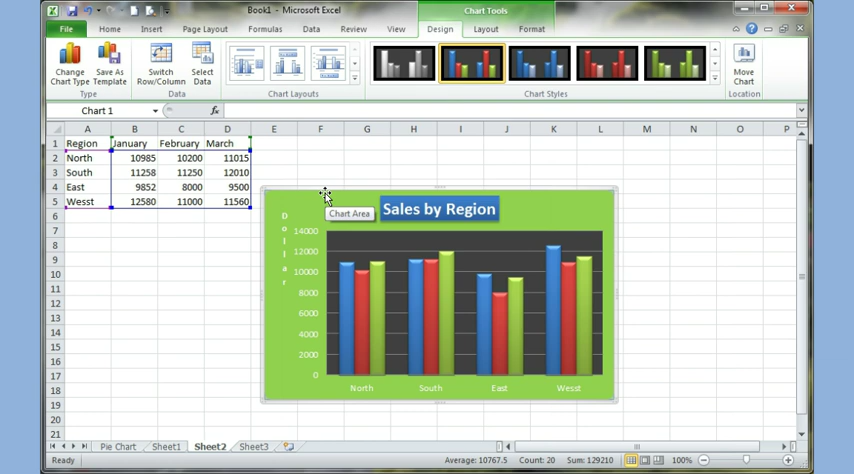 Book1 - Microsoft Excel
Chart Tools
File Home Insert Page Layout Formulas Data Review View Design Layout Format
Change Chart Type
Save As Template
Switch Row/Column
Select Data
Move Chart
Type Data Chart Layouts Chart Styles Location
Chart 1 fx
A B C D E F G H I J K L M N O P
1 Region January February March
2 North 10985 10200 11015
3 South 11258 11250 12010
4 East 9852 8000 9500
5 Wesst 12580 11000 11560
6
7
8
9
10
11
12
13
14
15
16
17
18
19
20
21
Sales by Region
Chart Area
Dollar
14000
12000
10000
8000
6000
4000
2000
0
North South East Wesst
Pie Chart Sheet1 Sheet2 Sheet3
Ready Average: 10767.5 Count: 20 Sum: 129210 100%